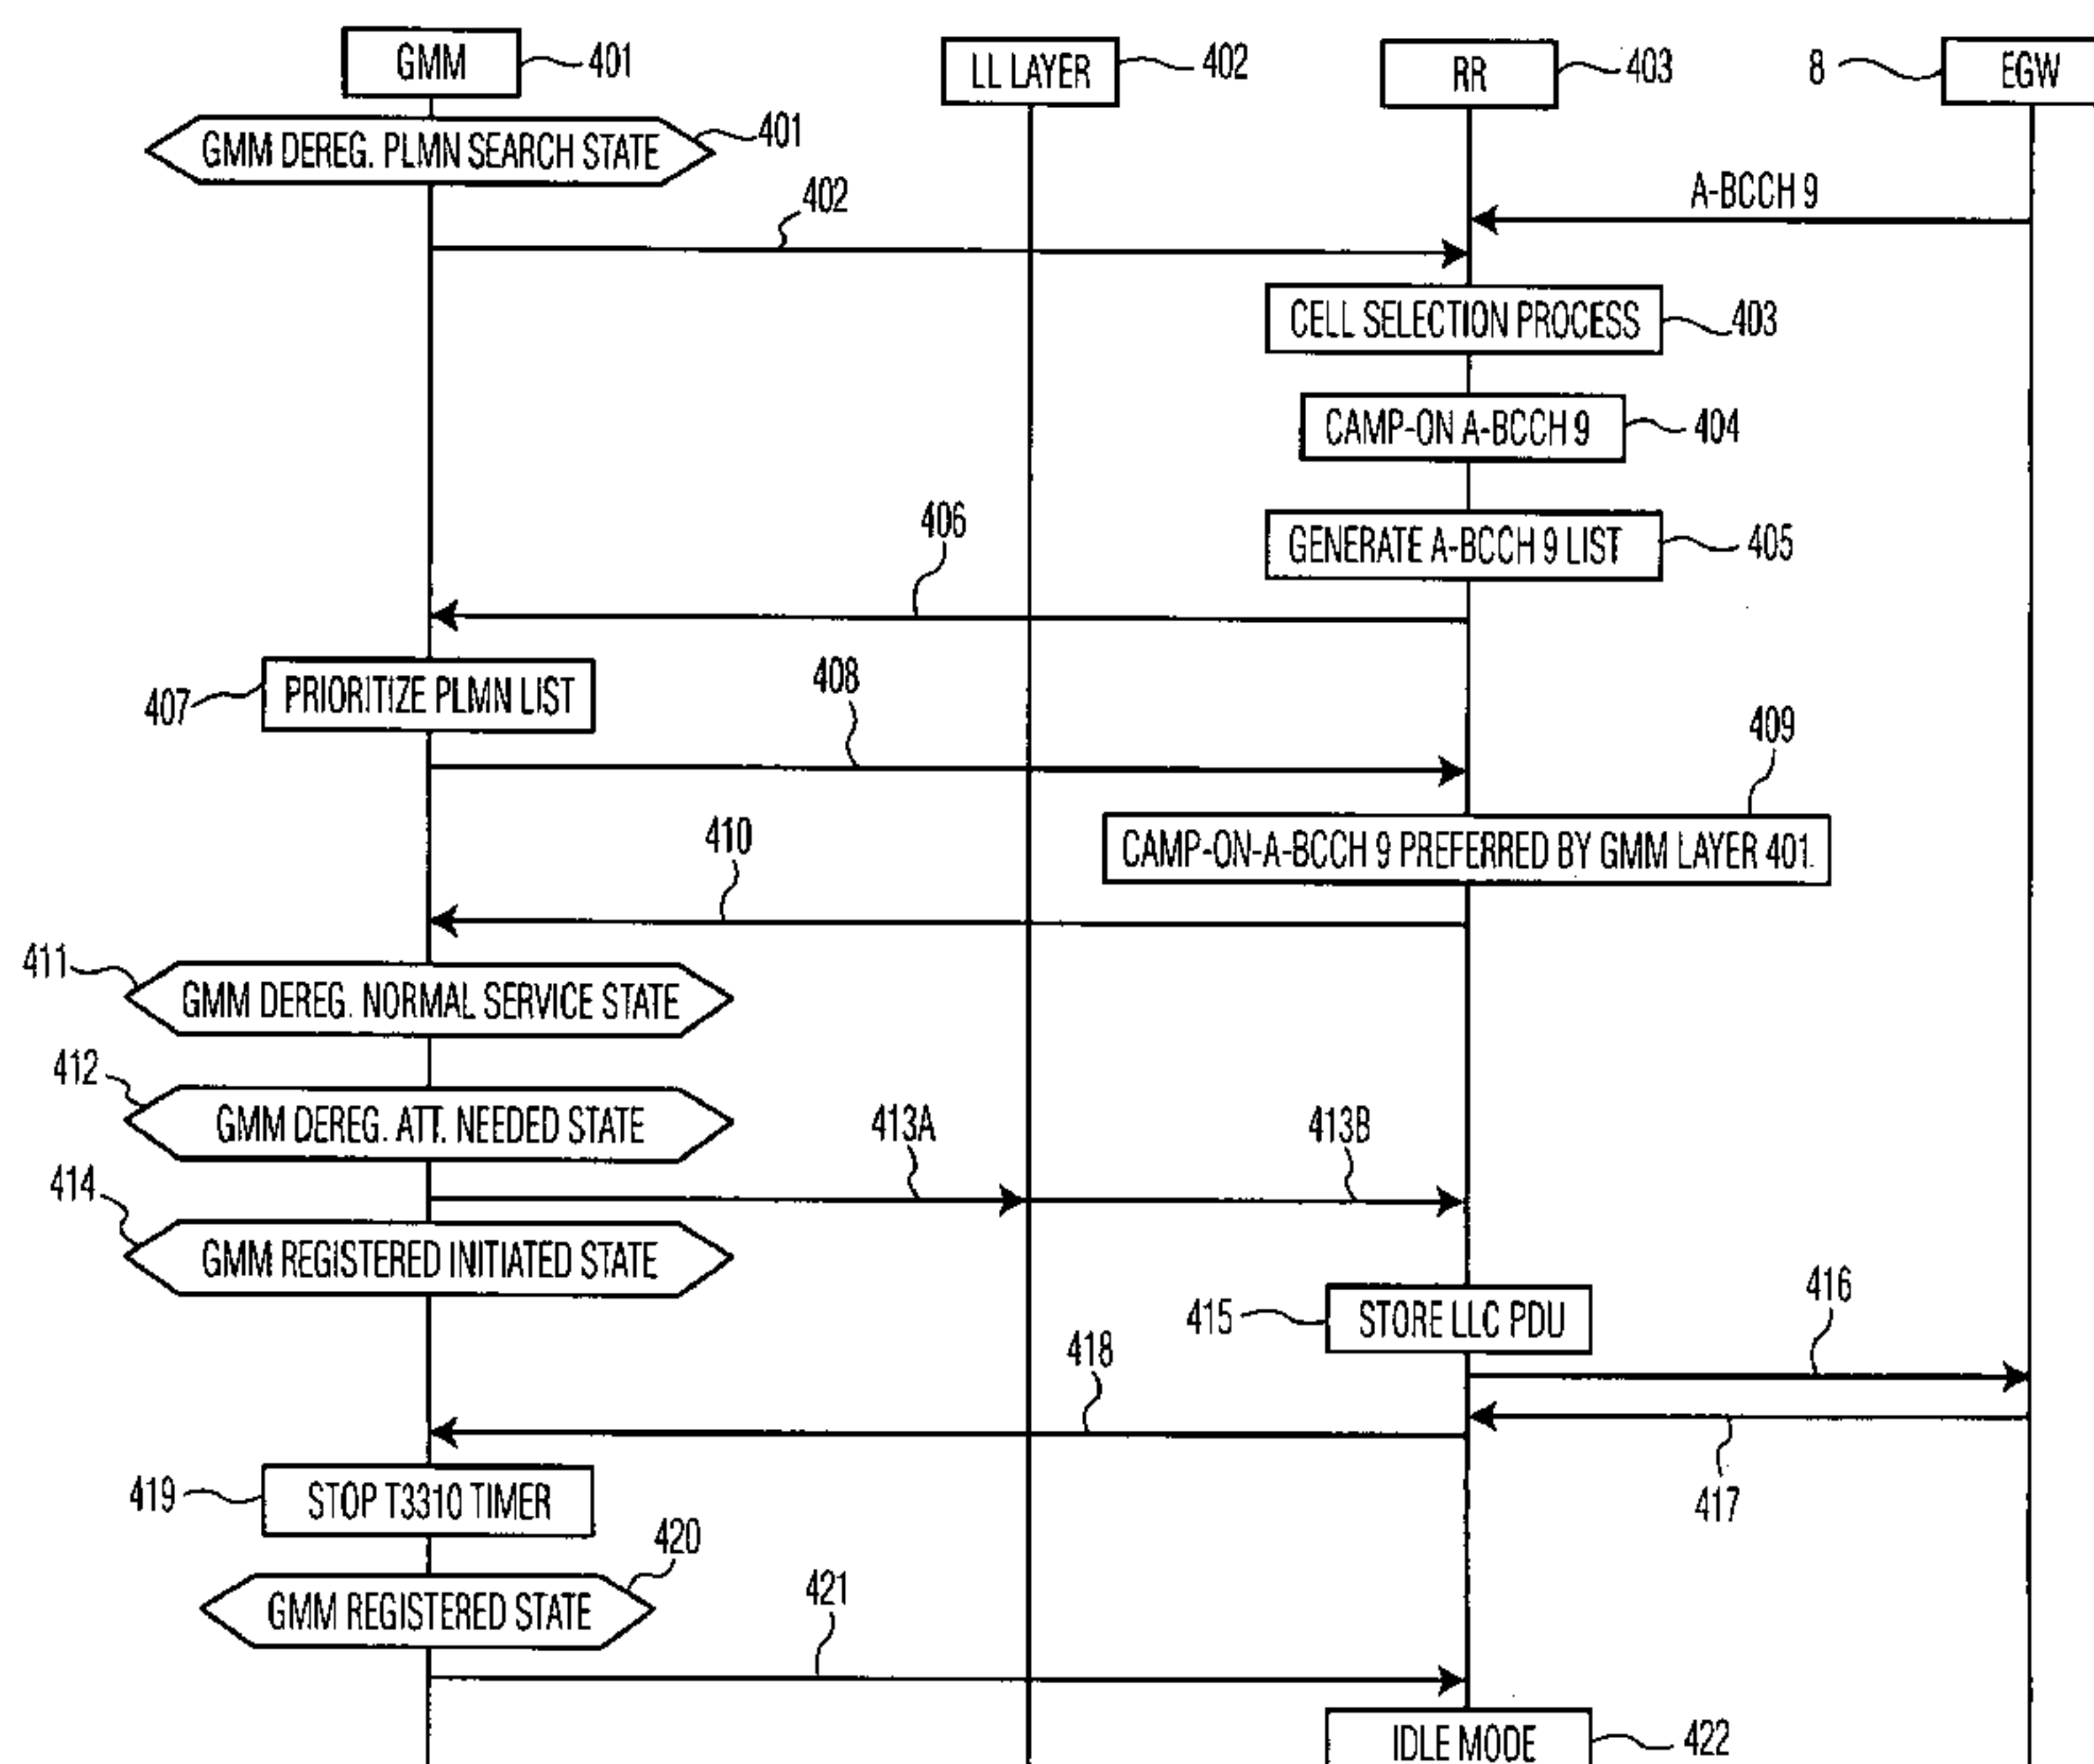 GMM 401
LL LAYER 402
RR 403
8 EGW
GMM DEREG. PLMN SEARCH STATE 401
A-BCCH 9
402
CELL SELECTION PROCESS 403
CAMP-ON A-BCCH 9 404
406
GENERATE A-BCCH 9 LIST 405
407 PRIORITIZE PLMN LIST
408
409
410
CAMP-ON-A-BCCH 9 PREFERRED BY GMM LAYER 401
411
GMM DEREG. NORMAL SERVICE STATE
412
GMM DEREG. ATT. NEEDED STATE
413A
413B
414
GMM REGISTERED INITIATED STATE
415 STORE LLC PDU
416
418
417
419 STOP T3310 TIMER
420
GMM REGISTERED STATE
421
IDLE MODE 422